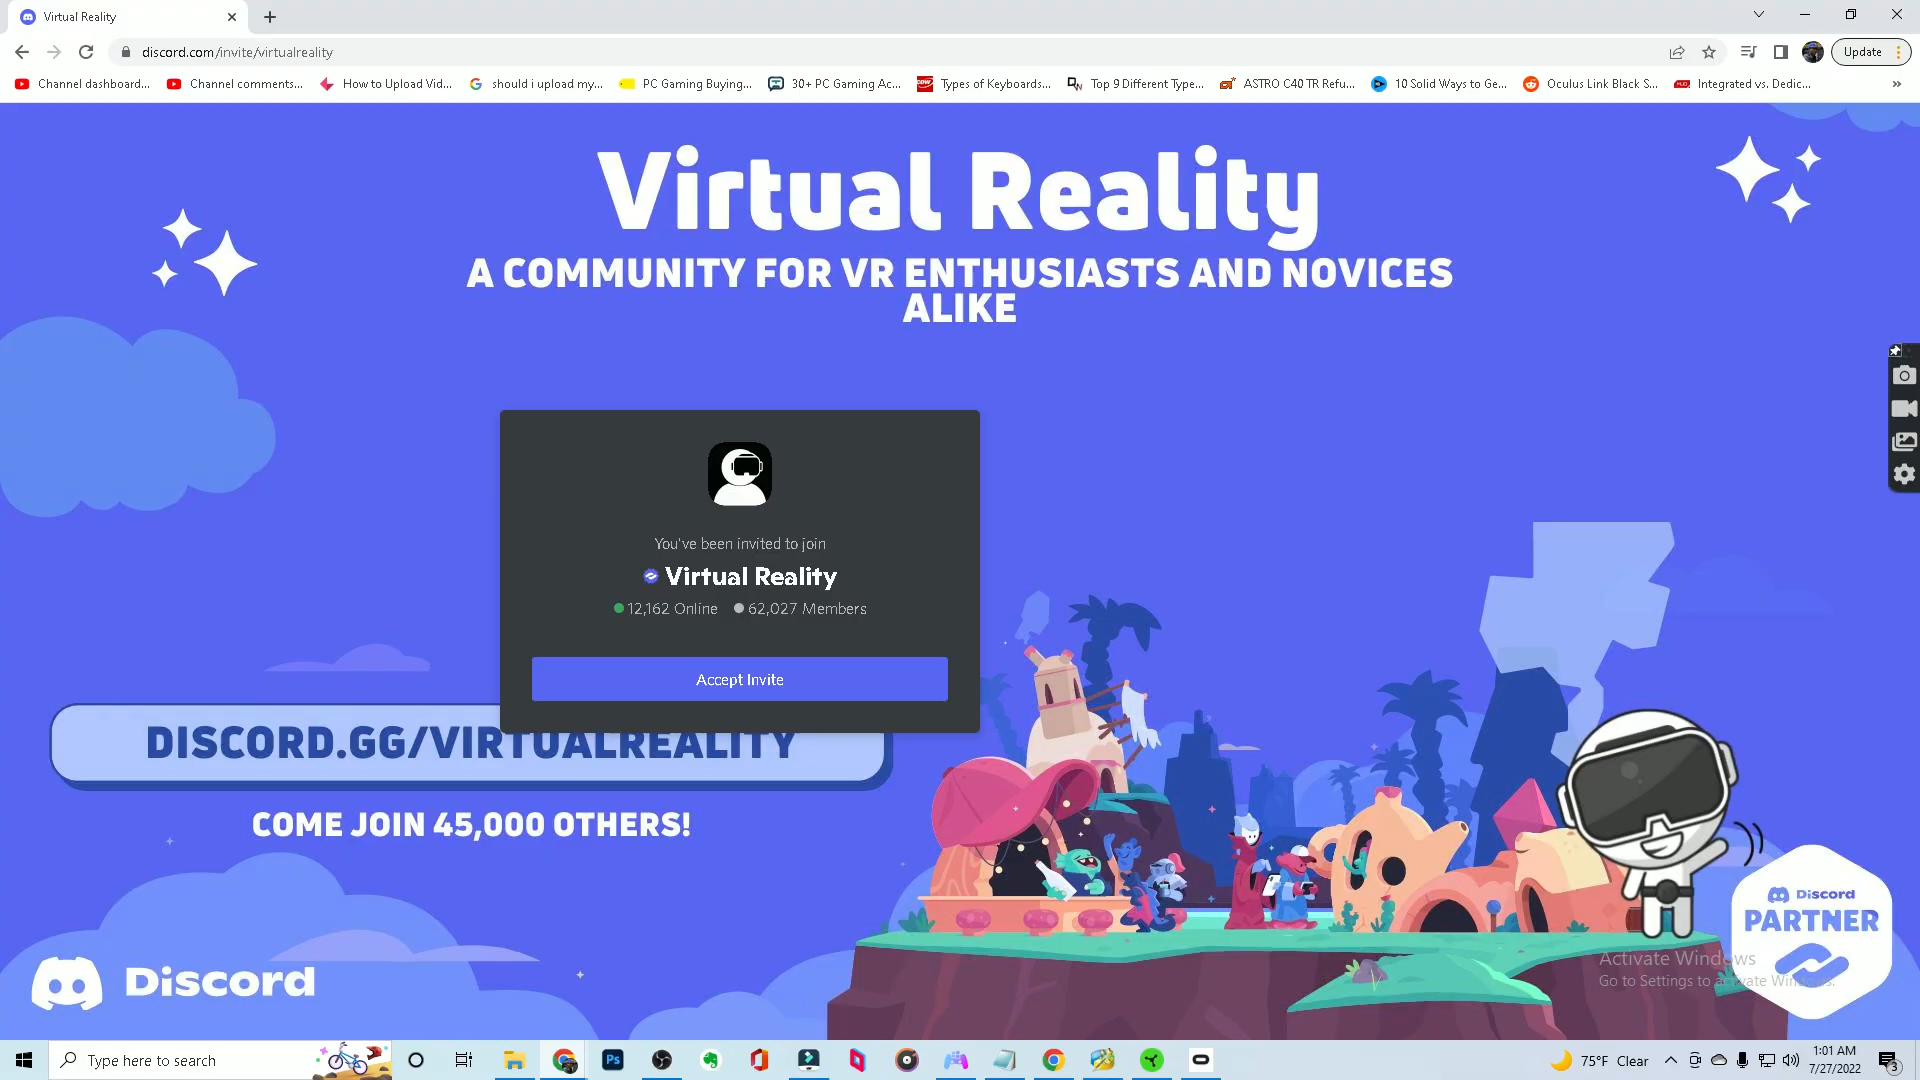 Virtual Reality
discord.com/invite/virtualreality
Update
Channel dashboard...
Channel comments...
How to Upload Vid...
should i upload my...
PC Gaming Buying...
30+ PC Gaming Ac...
Types of Keyboards...
Top 9 Different Type...
ASTRO C40 TR Refu...
10 Solid Ways to Ge...
Oculus Link Black S...
Integrated vs. Dedic...
»
Virtual Reality
A COMMUNITY FOR VR ENTHUSIASTS AND NOVICES
ALIKE
You've been invited to join
Virtual Reality
12,162 Online
62,027 Members
Accept Invite
DISCORD.GG/VIRTUALREALITY
COME JOIN 45,000 OTHERS!
Discord
Discord
PARTNER
Activate Windows
Go to Settings to activate Windows.
Type here to search
Ps
75°F Clear
1:01 AM
7/27/2022
3